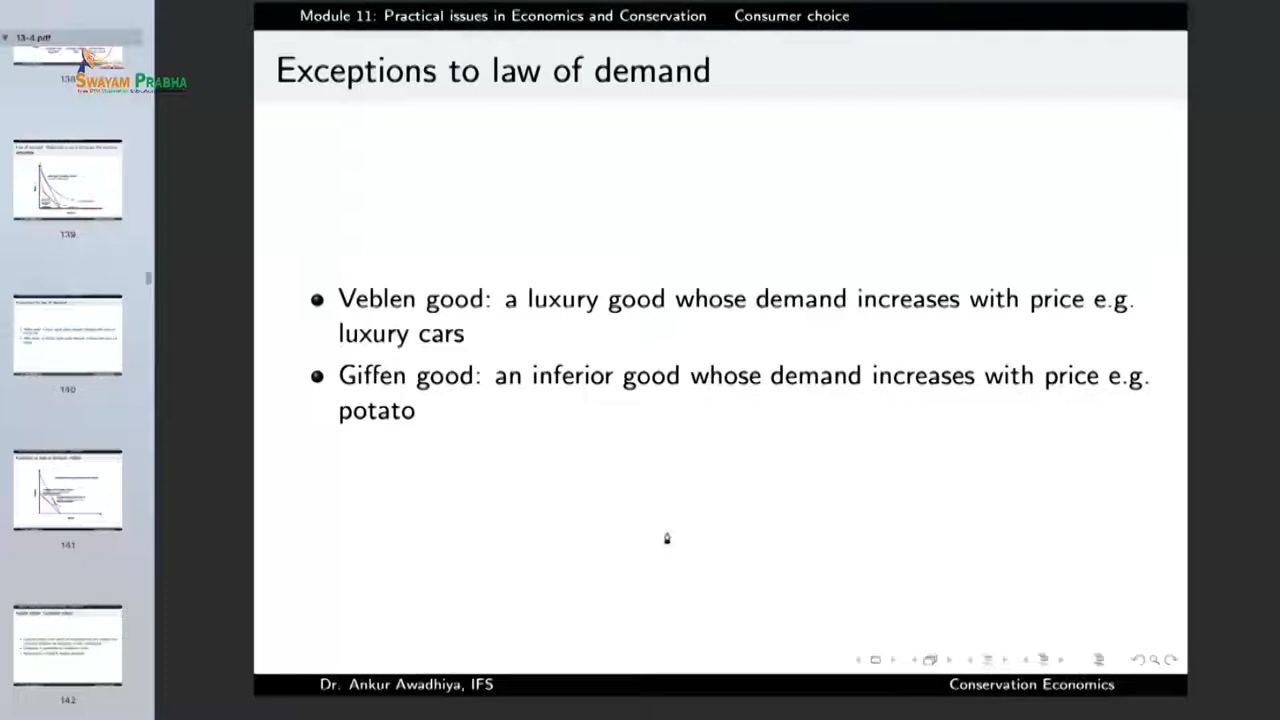 Module 11: Practical issues in Economics and Conservation Consumer choice
13-4.pdf
138
SWAYAM PRABHA
Exceptions to law of demand
139
Veblen good: a luxury good whose demand increases with price e.g.
luxury cars
Giffen good: an inferior good whose demand increases with price e.g.
potato
140
141
142
Dr. Ankur Awadhiya, IFS
Conservation Economics